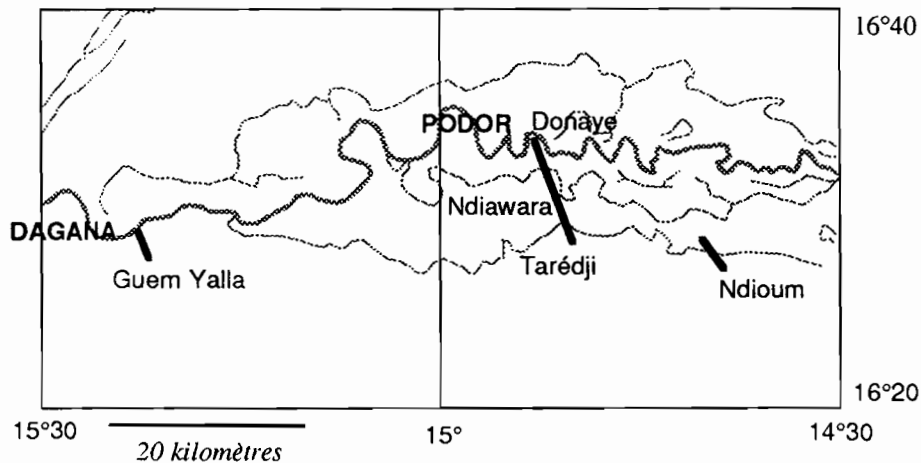 16°40
PODOR
Donaye
Ndiawara
DAGANA
Tarédji
Guem Yalla
Ndioum
16°20
15°30
15°
14°30
20 kilomètres